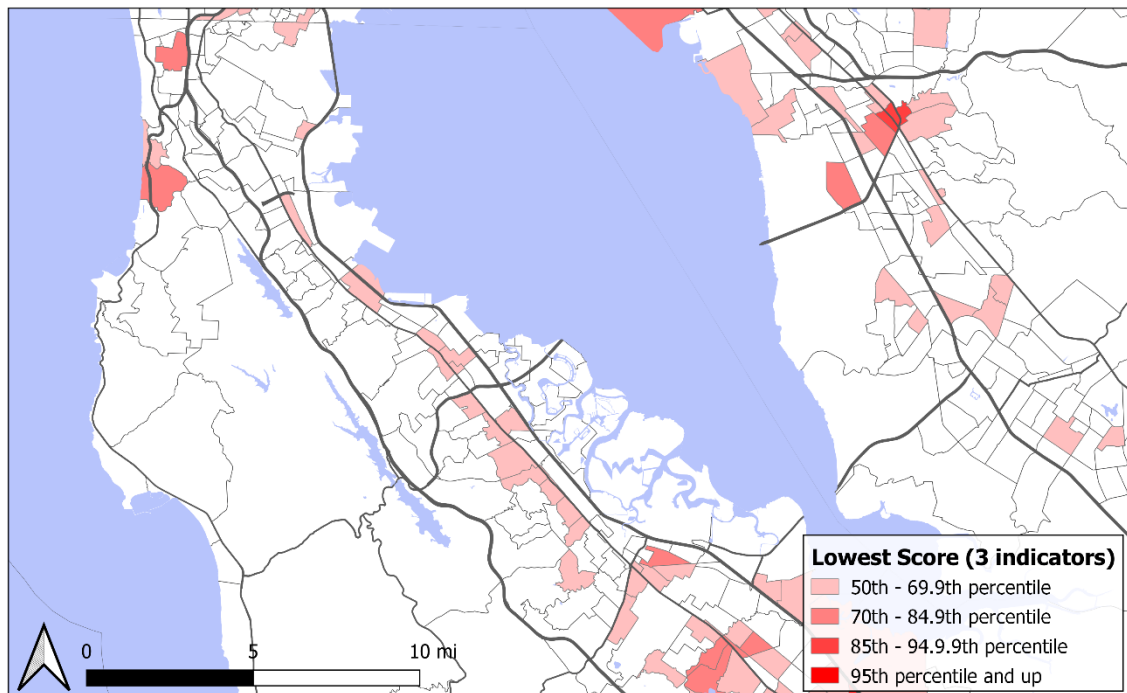 Lowest Score (3 indicators)
50th - 69.9th percentile
70th - 84.9th percentile
85th - 94.9.9th percentile
95th percentile and up
0 5 10 mi